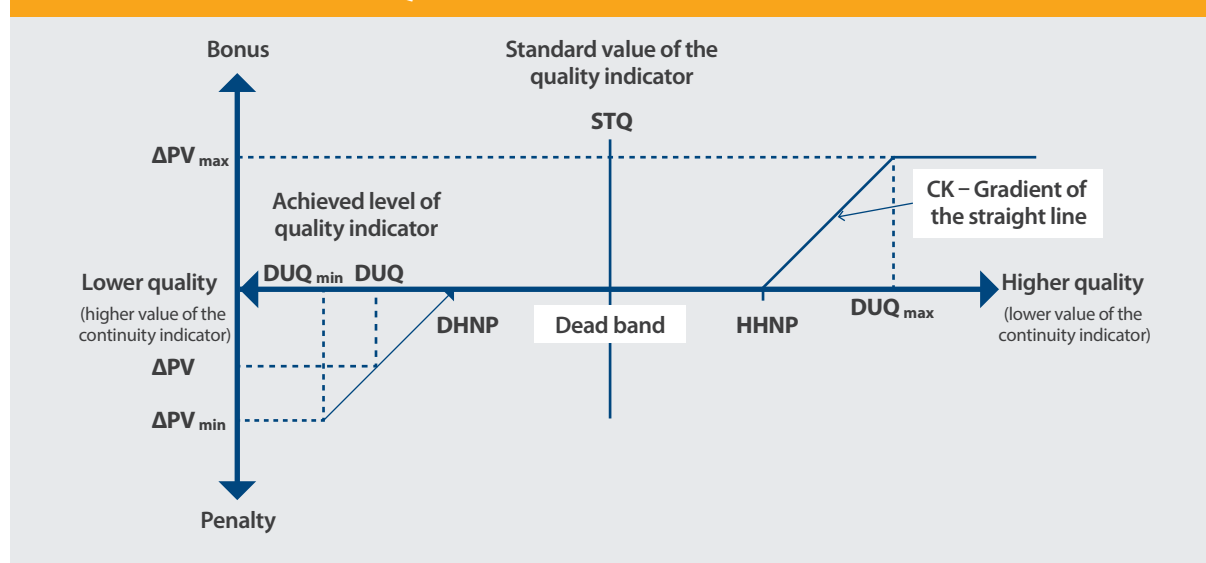 Bonus
Standard value of the
quality indicator
STQ
ΔPV max
Achieved level of
quality indicator
CK – Gradient of
the straight line
Lower quality
(higher value of the
continuity indicator)
DUQ min
DUQ
DHNP
Dead band
HHNP
DUQ max
Higher quality
(lower value of the
continuity indicator)
ΔPV
ΔPV min
Penalty